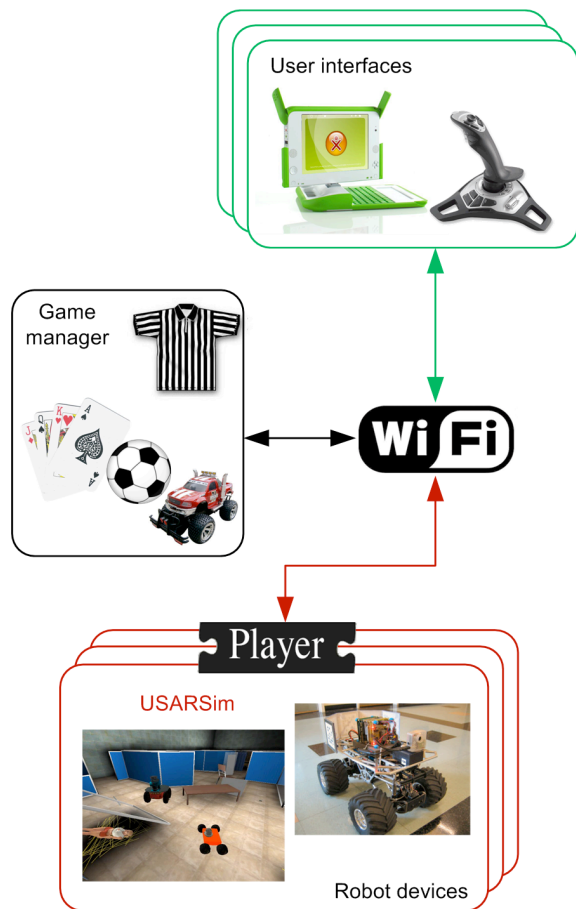 User interfaces
X
Game
manager
J
Q
K
A
A
Wi Fi
Player
USARSim
Robot devices